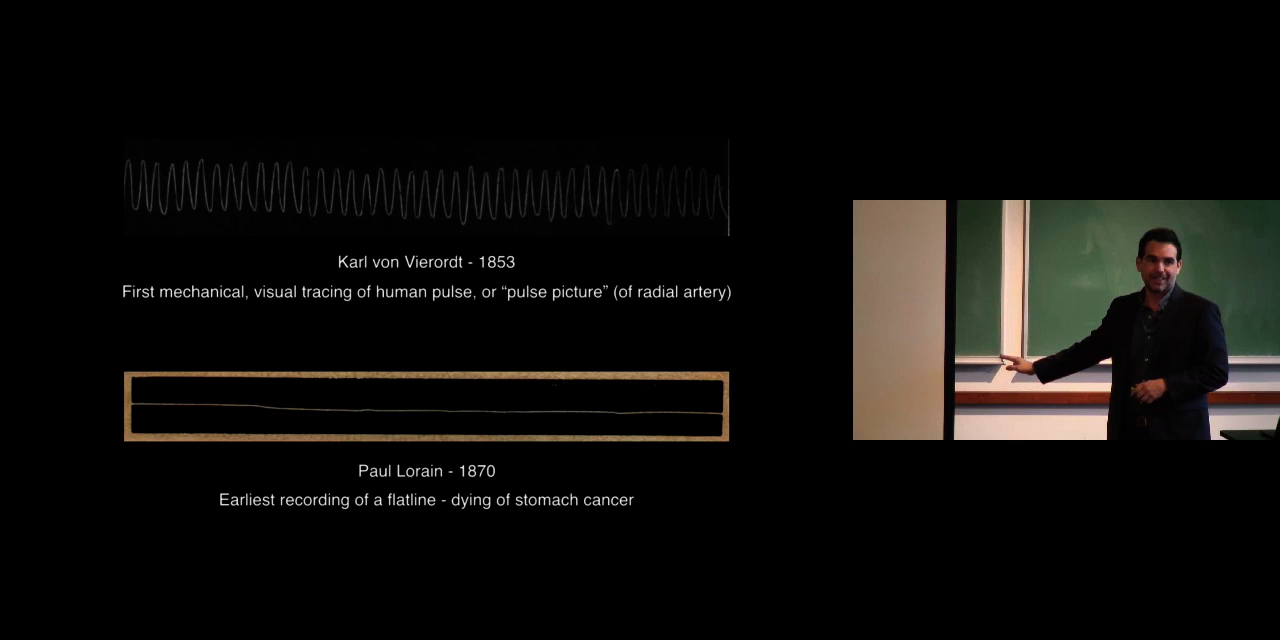 Karl von Vierordt - 1853
First mechanical, visual tracing of human pulse, or “pulse picture” (of radial artery)
Paul Lorain - 1870
Earliest recording of a flatline - dying of stomach cancer